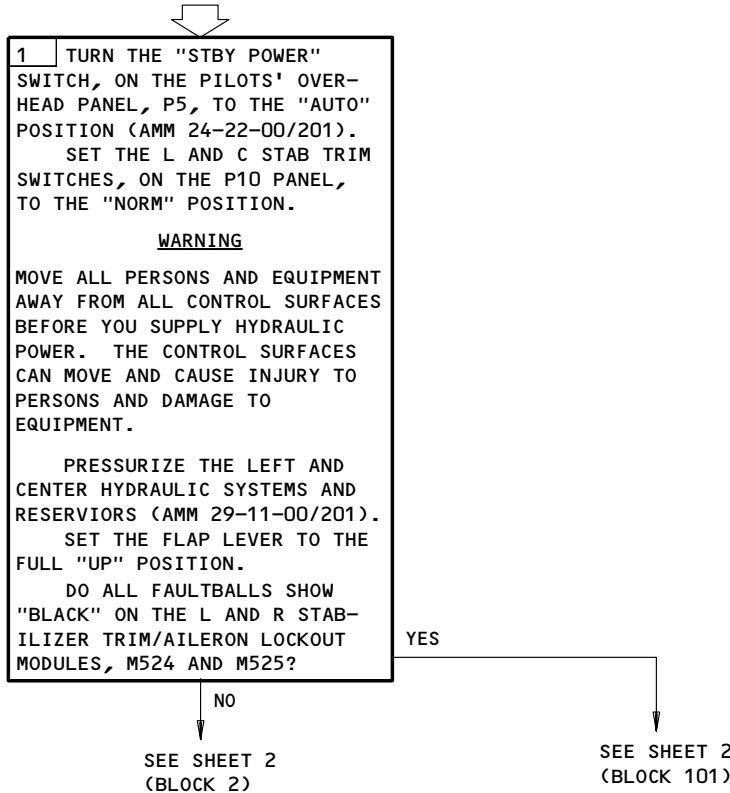 1 TURN THE "STBY POWER"
SWITCH, ON THE PILOTS' OVER-
HEAD PANEL, P5, TO THE "AUTO"
POSITION (AMM 24-22-00/201).
SET THE L AND C STAB TRIM
SWITCHES, ON THE P10 PANEL,
TO THE "NORM" POSITION.
WARNING
MOVE ALL PERSONS AND EQUIPMENT
AWAY FROM ALL CONTROL SURFACES
BEFORE YOU SUPPLY HYDRAULIC
POWER. THE CONTROL SURFACES
CAN MOVE AND CAUSE INJURY TO
PERSONS AND DAMAGE TO
EQUIPMENT.
PRESSURIZE THE LEFT AND
CENTER HYDRAULIC SYSTEMS AND
RESERVIORS (AMM 29-11-00/201).
SET THE FLAP LEVER TO THE
FULL "UP" POSITION.
DO ALL FAULTBALLS SHOW
"BLACK" ON THE L AND R STAB-
ILIZER TRIM/AILERON LOCKOUT
MODULES, M524 AND M525?
YES
NO
SEE SHEET 2
(BLOCK 2)
SEE SHEET 2
(BLOCK 101)